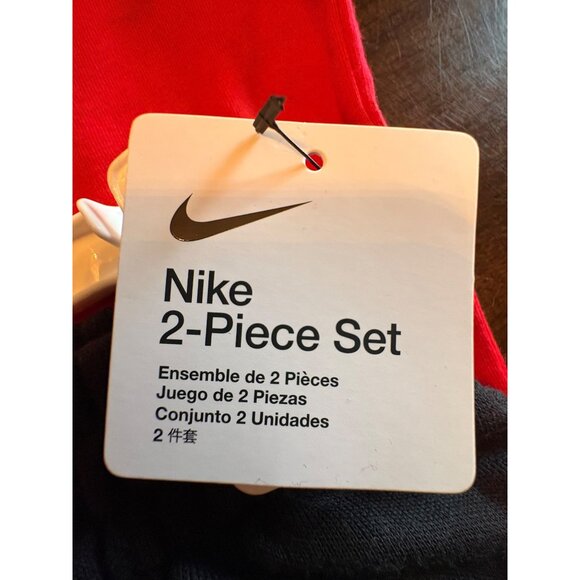 Nike
2-Piece Set
Ensemble de 2 Pièces
Juego de 2 Piezas
Conjunto 2 Unidades
2 件套